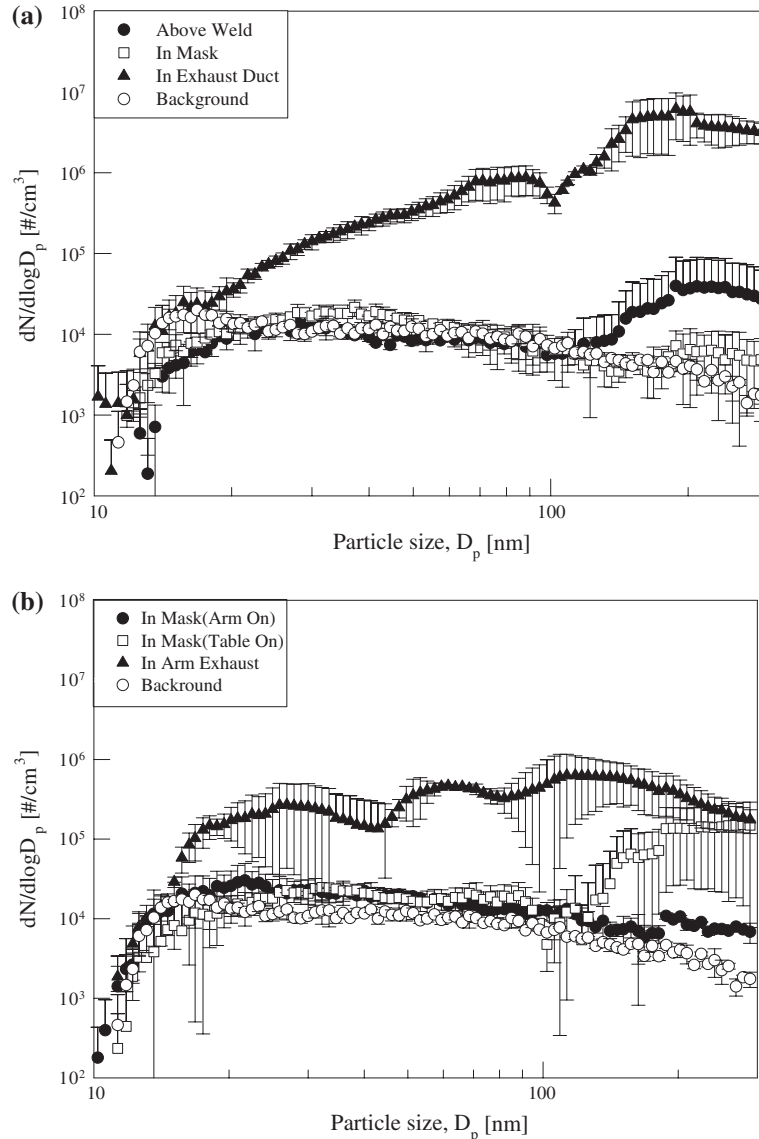 (a)
Above Weld
In Mask
In Exhaust Duct
Background
10^8
10^7
10^6
10^5
10^4
10^3
10^2
dN/dlogD_p [#/cm^3]
10
100
Particle size, D_p [nm]
(b)
In Mask(Arm On)
In Mask(Table On)
In Arm Exhaust
Backround
10^8
10^7
10^6
10^5
10^4
10^3
10^2
dN/dlogD_p [#/cm^3]
10
100
Particle size, D_p [nm]